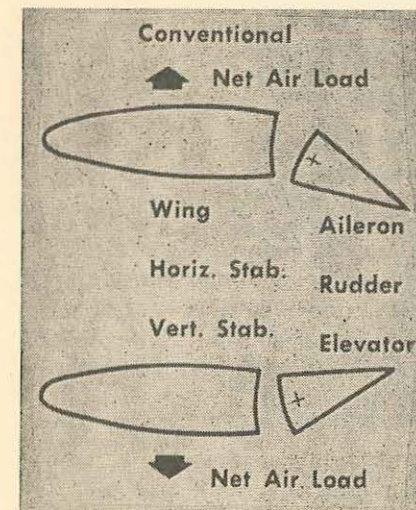 Conventional
Net Air Load
Wing
Aileron
Horiz. Stab.
Rudder
Vert. Stab.
Elevator
Net Air Load